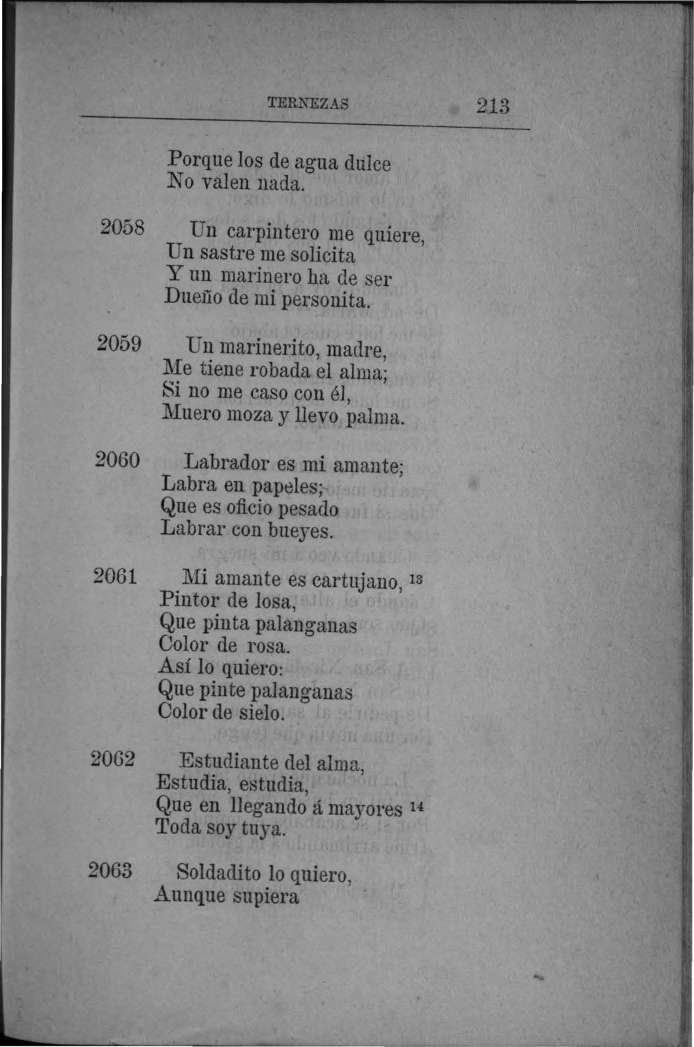 TERNEZAS 213
Porque los de agua dulce
No valen nada.
2058 Un carpintero me quiere,
Un sastre me solicita
Y un marinero ha de ser
Dueño de mi personita.
2059 Un marinerito, madre,
Me tiene robada el alma;
Si no me caso con él,
Muero moza y llevo palma.
2060 Labrador es mi amante;
Labra en papeles;
Que es oficio pesado
Labrar con bueyes.
2061 Mi amante es cartujano, 13
Pintor de losa,
Que pinta palanganas
Color de rosa.
Así lo quiero:
Que pinte palanganas
Color de sielo.
2062 Estudiante del alma,
Estudia, estudia,
Que en llegando á mayores 14
Toda soy tuya.
2063 Soldadito lo quiero,
Aunque supiera